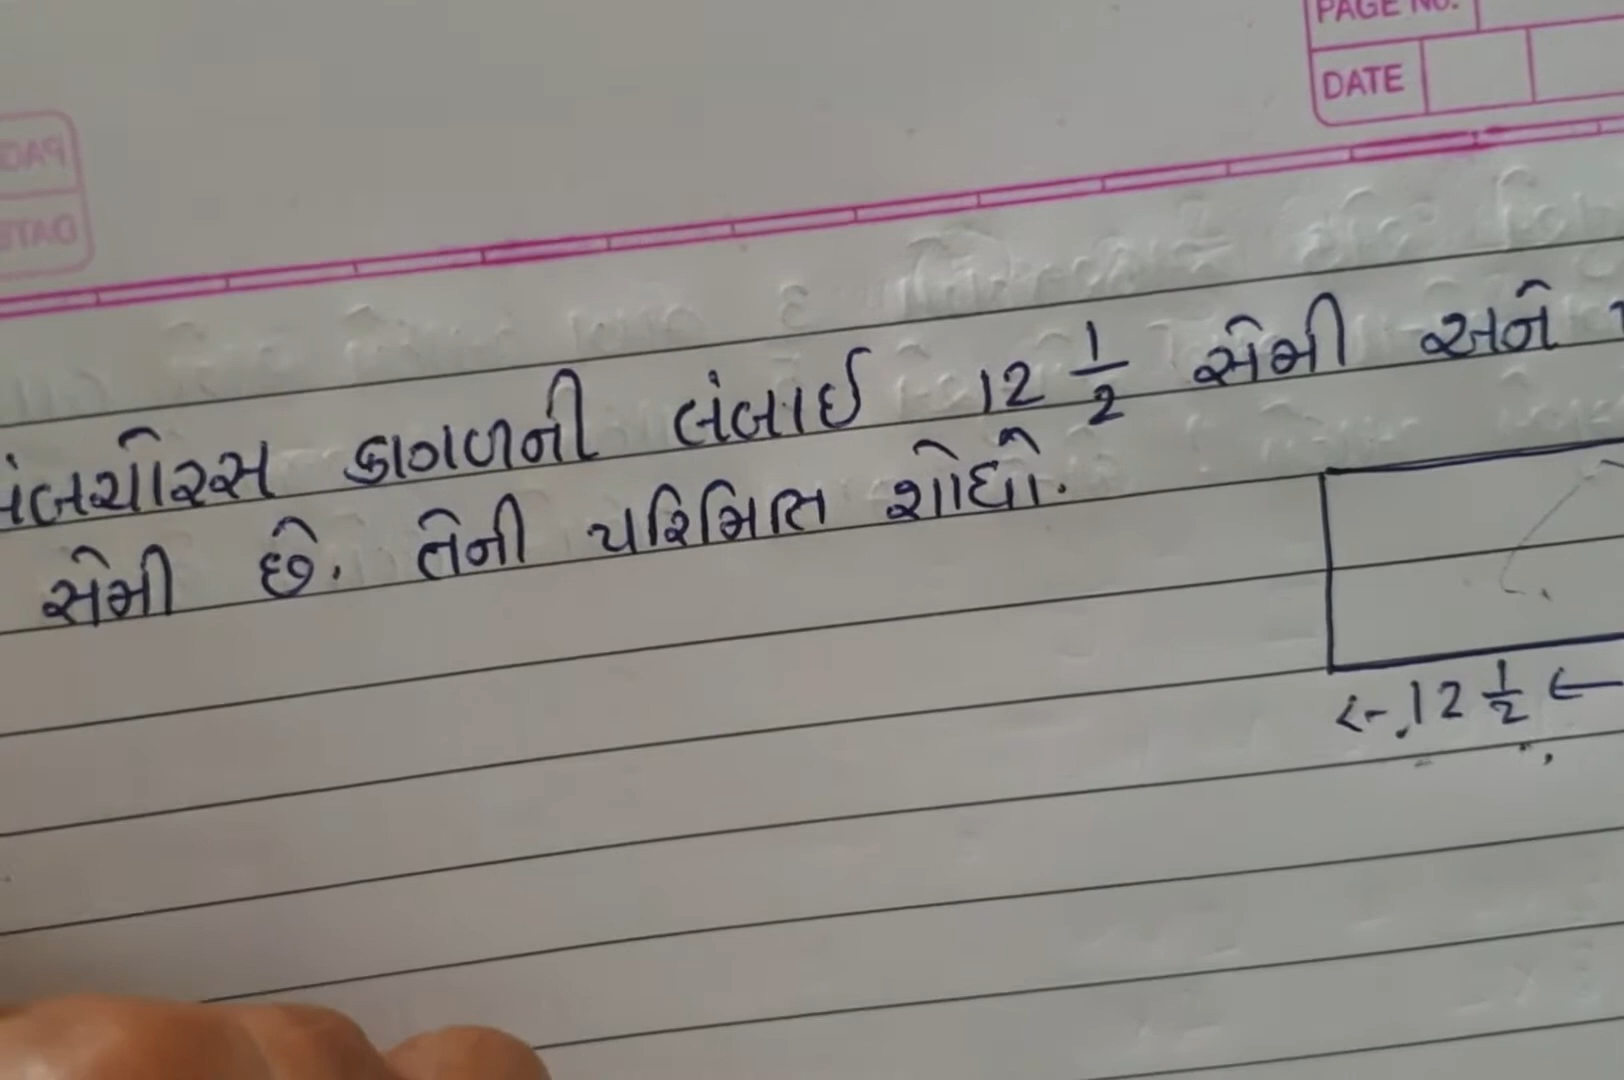 PAGE NO.
DATE
લંબચોરસ કાગળની લંબાઈ 12 1/2 સેમી અને
સેમી છે. તેની પરિમિતિ શોધો.
12 1/2